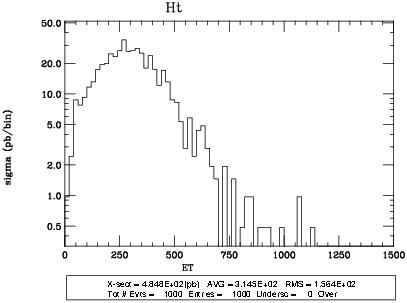 Ht
50.0
20.0
10.0
5.0
2.0
1.0
0.5
sigma (pb/bin)
0 250 500 750 1000 1250 1500
ET
X-sect = 4.848E+02(pb) AVG = 3.145E+02 RMS = 1.564E+02
Tot # Evts = 1000 Entries = 1000 Undersc = 0 Over